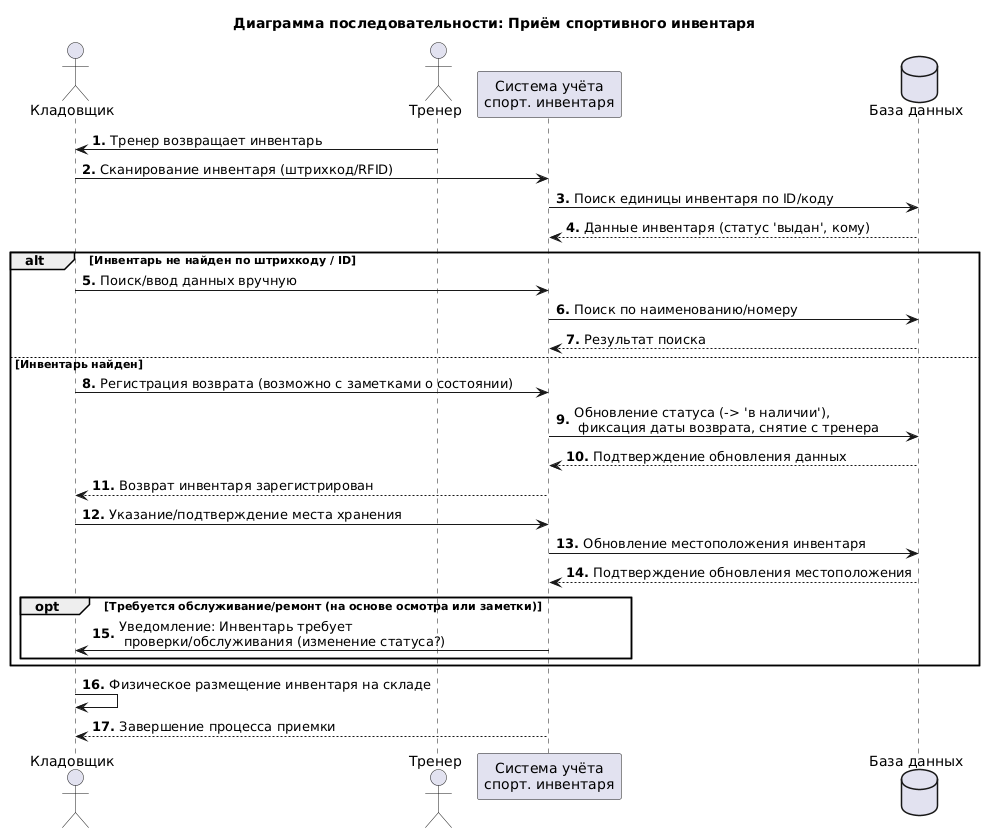 Диаграмма последовательности: Приём спортивного инвентаря
Кладовщик
Тренер
Система учёта
спорт. инвентаря
База данных
1. Тренер возвращает инвентарь
2. Сканирование инвентаря (штрихкод/RFID)
3. Поиск единицы инвентаря по ID/коду
4. Данные инвентаря (статус 'выдан', кому)
alt [Инвентарь не найден по штрихкоду / ID]
5. Поиск/ввод данных вручную
6. Поиск по наименованию/номеру
7. Результат поиска
[Инвентарь найден]
8. Регистрация возврата (возможно с заметками о состоянии)
9. Обновление статуса (-> 'в наличии'),
фиксация даты возврата, снятие с тренера
10. Подтверждение обновления данных
11. Возврат инвентаря зарегистрирован
12. Указание/подтверждение места хранения
13. Обновление местоположения инвентаря
14. Подтверждение обновления местоположения
opt [Требуется обслуживание/ремонт (на основе осмотра или заметки)]
15. Уведомление: Инвентарь требует
проверки/обслуживания (изменение статуса?)
16. Физическое размещение инвентаря на складе
17. Завершение процесса приемки
Кладовщик
Тренер
Система учёта
спорт. инвентаря
База данных